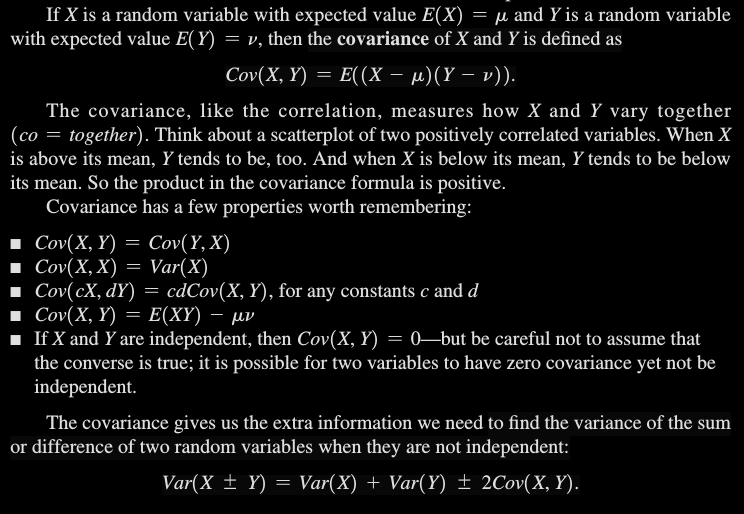 If X is a random variable with expected value E(X) = μ and Y is a random variable
with expected value E(Y) = ν, then the covariance of X and Y is defined as
Cov(X, Y) = E((X − μ)(Y − ν)).
The covariance, like the correlation, measures how X and Y vary together
(co = together). Think about a scatterplot of two positively correlated variables. When X
is above its mean, Y tends to be, too. And when X is below its mean, Y tends to be below
its mean. So the product in the covariance formula is positive.
Covariance has a few properties worth remembering:
■ Cov(X, Y) = Cov(Y, X)
■ Cov(X, X) = Var(X)
■ Cov(cX, dY) = cdCov(X, Y), for any constants c and d
■ Cov(X, Y) = E(XY) − μν
■ If X and Y are independent, then Cov(X, Y) = 0—but be careful not to assume that
the converse is true; it is possible for two variables to have zero covariance yet not be
independent.
The covariance gives us the extra information we need to find the variance of the sum
or difference of two random variables when they are not independent:
Var(X ± Y) = Var(X) + Var(Y) ± 2Cov(X, Y).